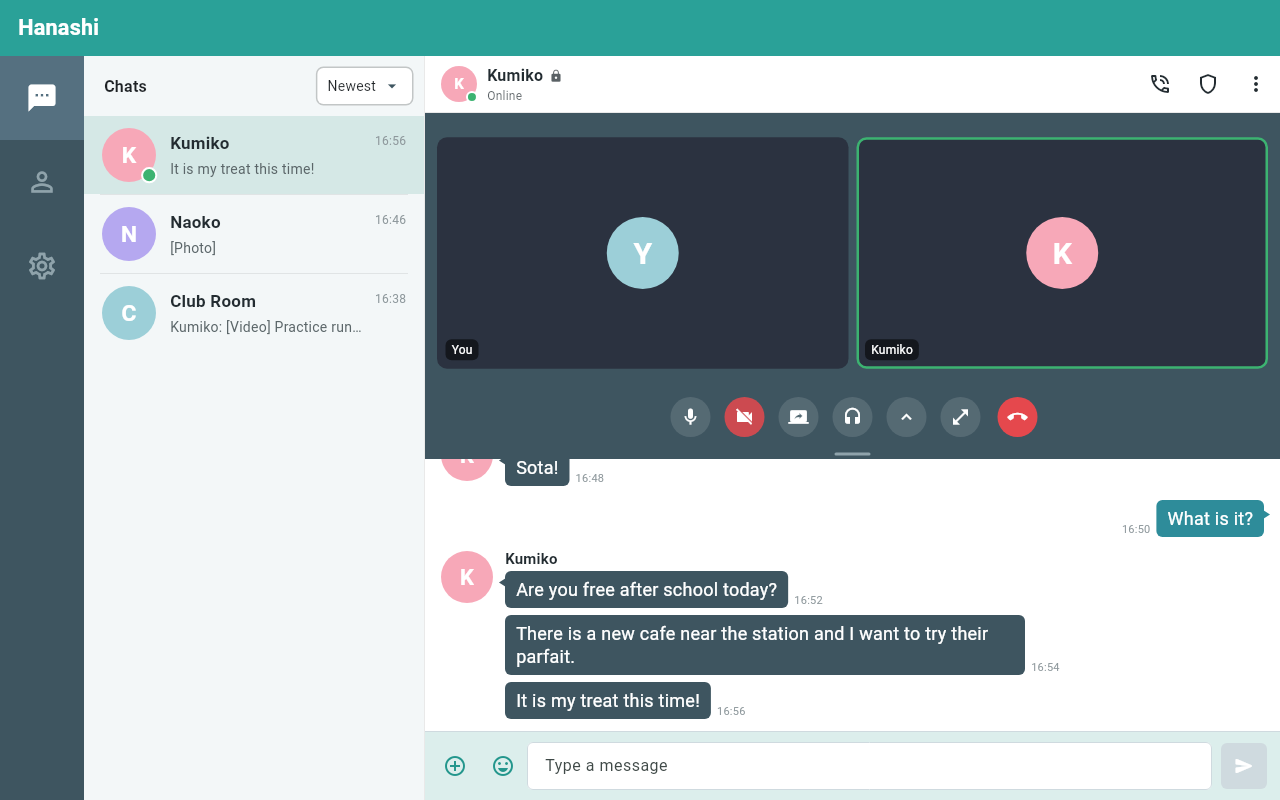 Hanashi
Chats
Newest
K
Kumiko
16:56
It is my treat this time!
N
Naoko
16:46
[Photo]
C
Club Room
16:38
Kumiko: [Video] Practice run...
K
Kumiko
Online
Y
You
K
Kumiko
Sota!
16:48
What is it?
16:50
K
Kumiko
Are you free after school today?
16:52
There is a new cafe near the station and I want to try their
parfait.
16:54
It is my treat this time!
16:56
Type a message